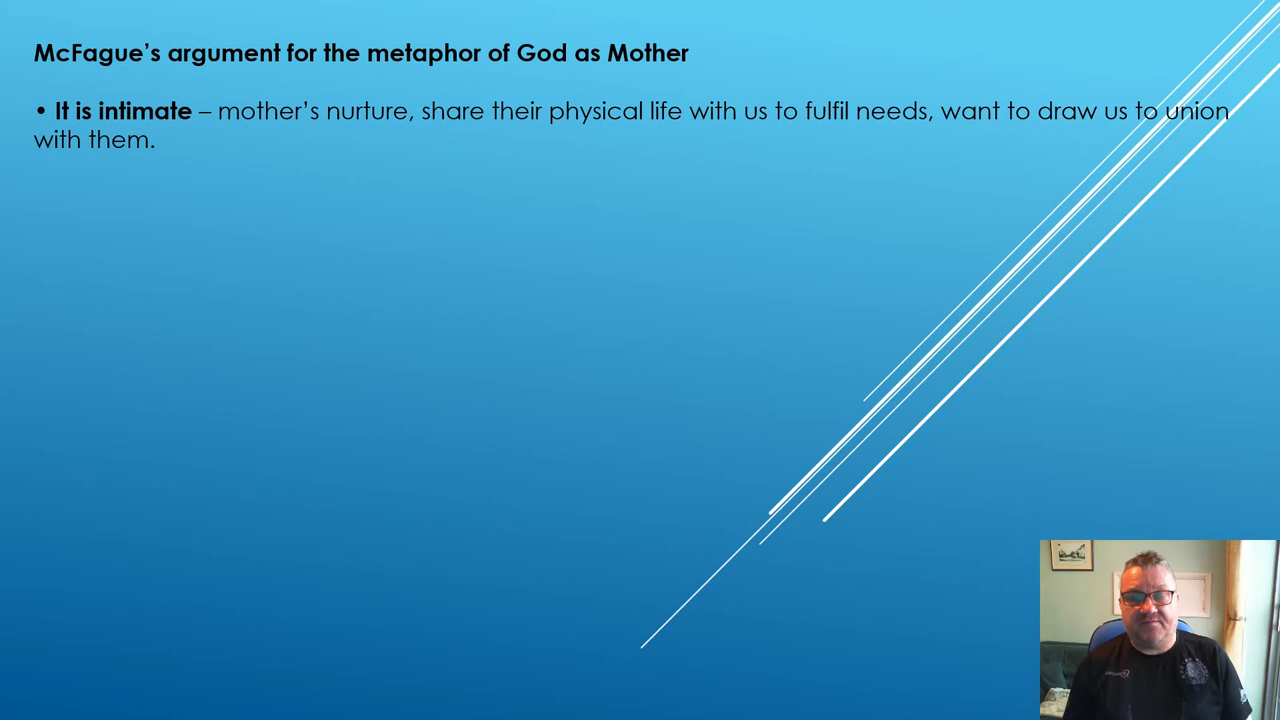 McFague’s argument for the metaphor of God as Mother
• It is intimate – mother’s nurture, share their physical life with us to fulfil needs, want to draw us to union
with them.